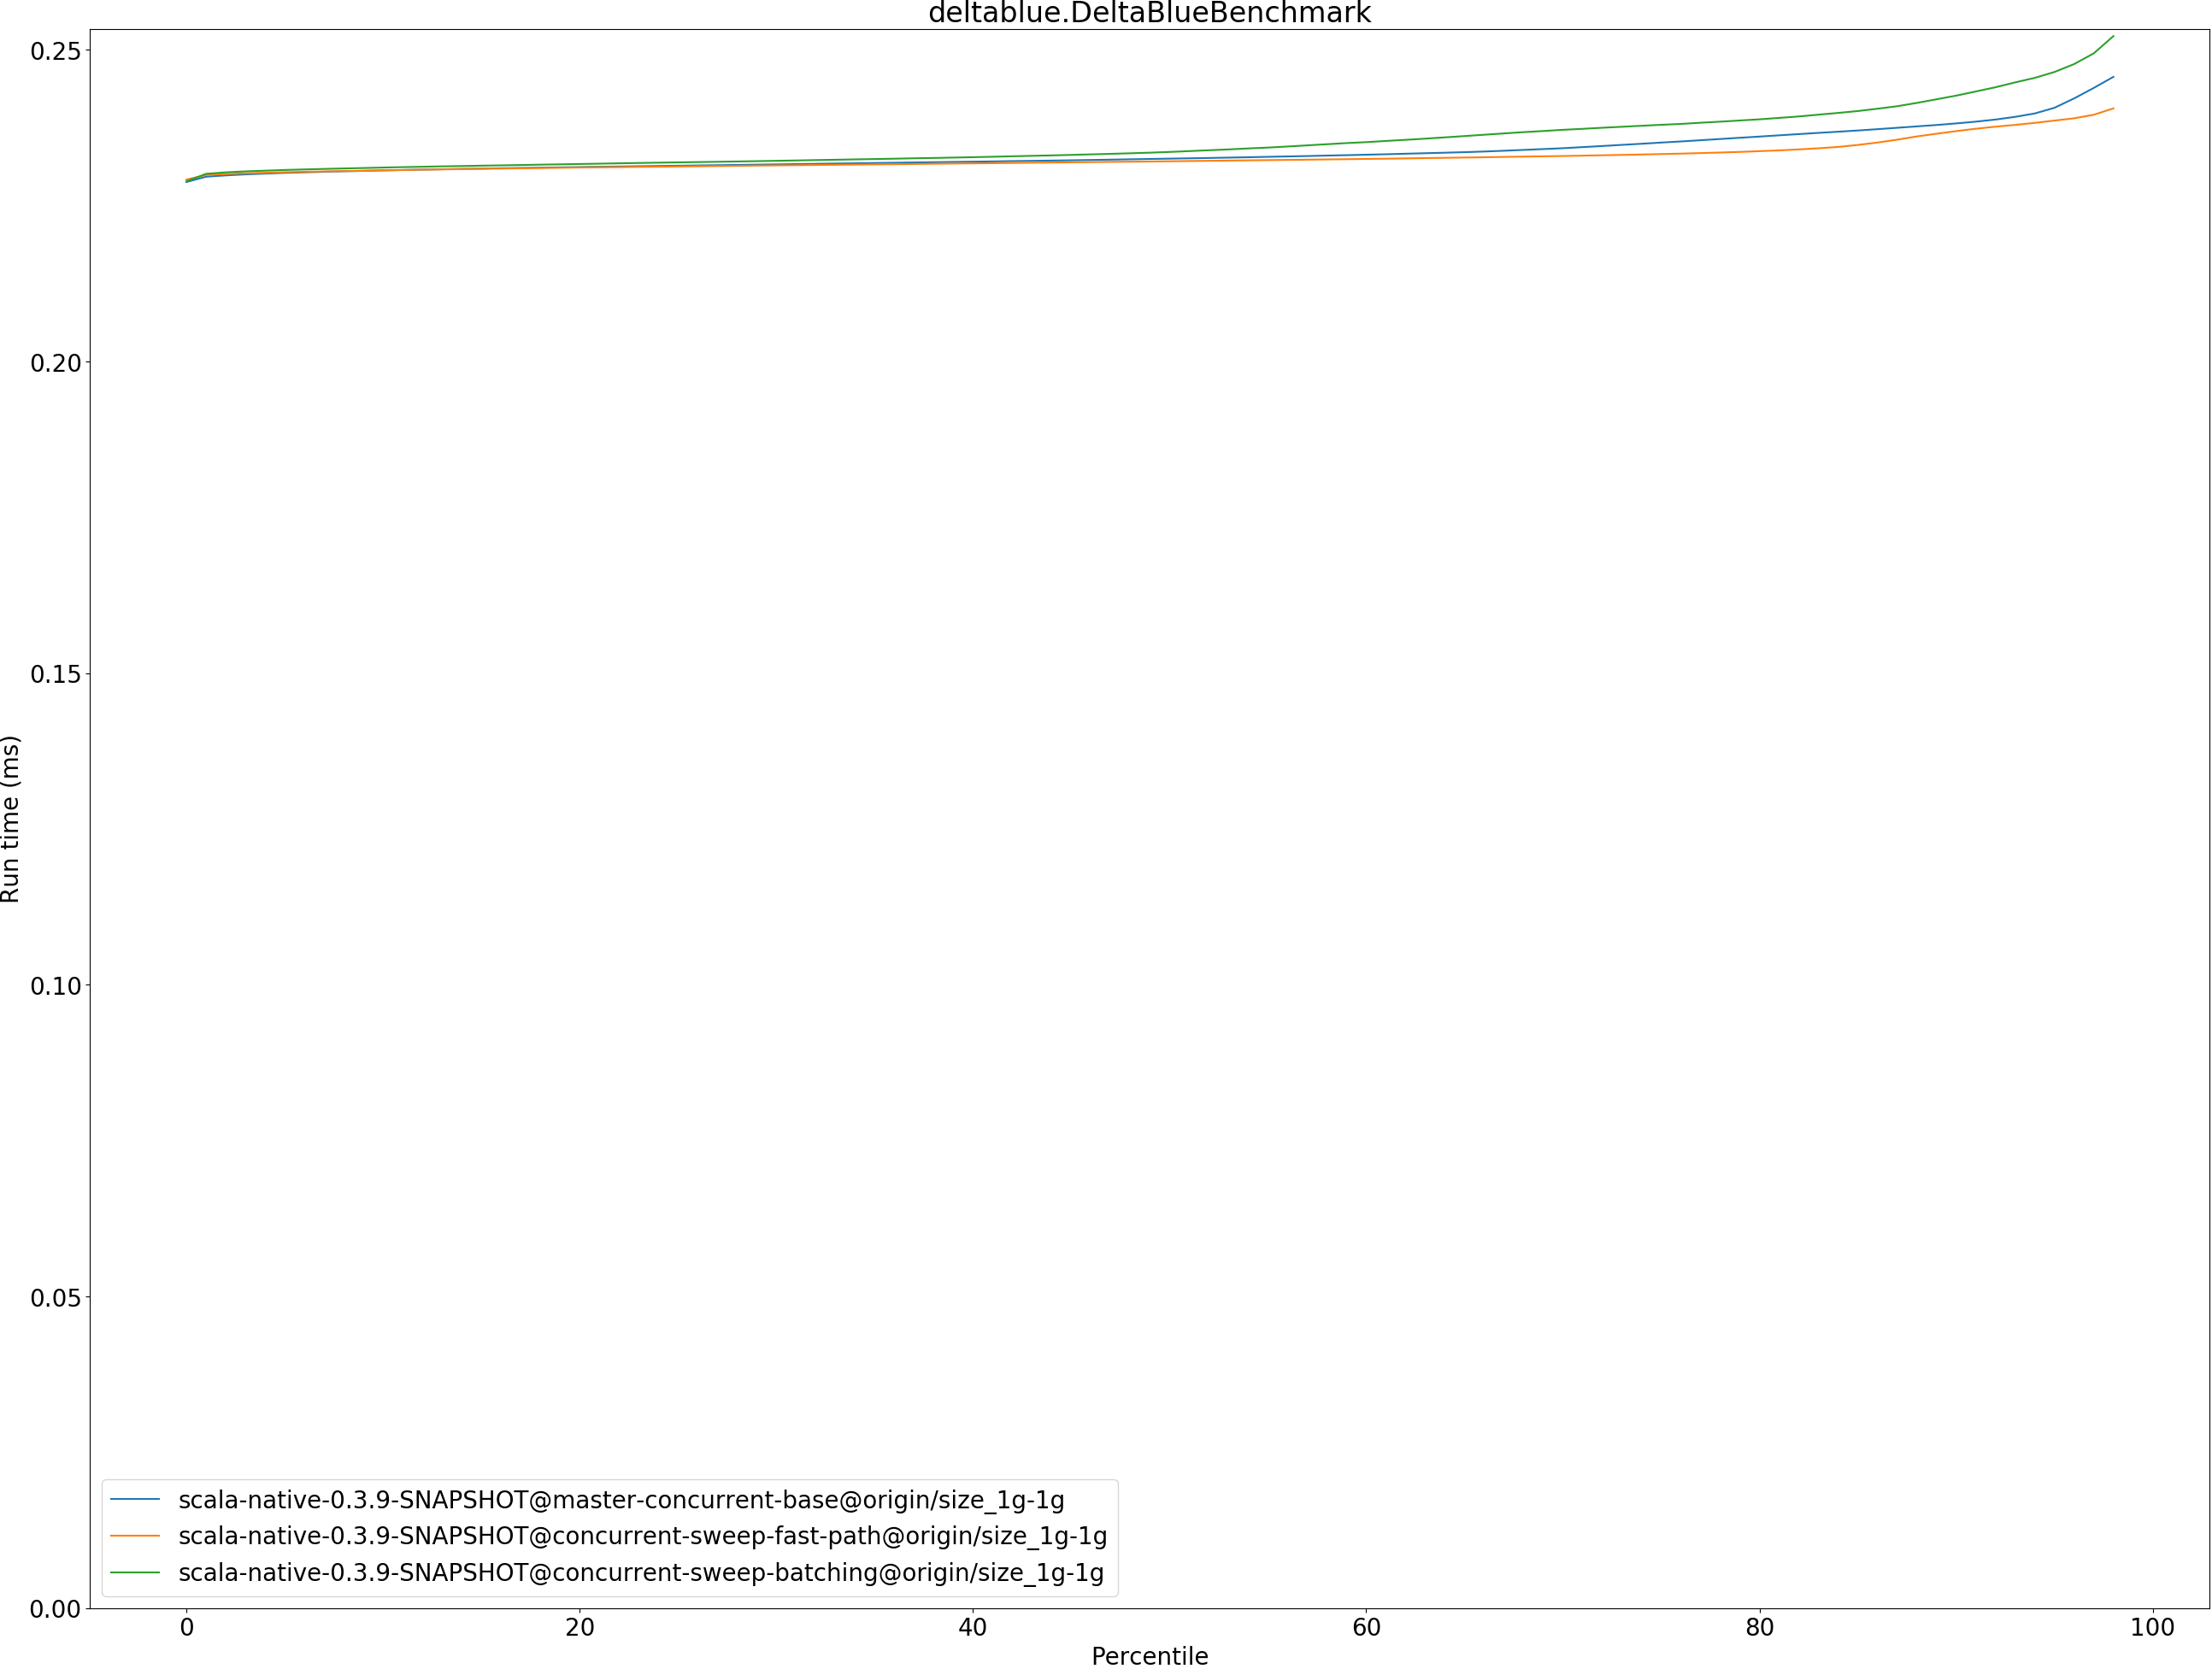 deltablue.DeltaBlueBenchmark
0.25
0.20
0.15
0.10
0.05
0.00
Run time (ms)
0 20 40 60 80 100
Percentile
scala-native-0.3.9-SNAPSHOT@master-concurrent-base@origin/size_1g-1g
scala-native-0.3.9-SNAPSHOT@concurrent-sweep-fast-path@origin/size_1g-1g
scala-native-0.3.9-SNAPSHOT@concurrent-sweep-batching@origin/size_1g-1g